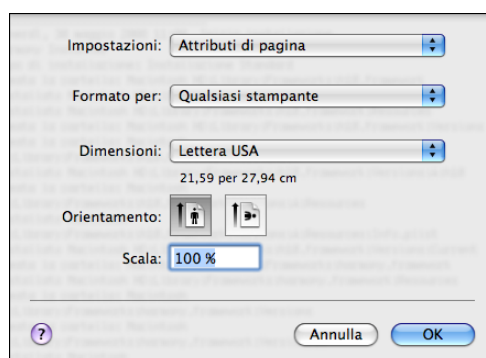 Impostazioni: Attributi di pagina
Formato per: Qualsiasi stampante
Dimensioni: Lettera USA
21,59 per 27,94 cm
Orientamento:
Scala: 100 %
? Annulla OK